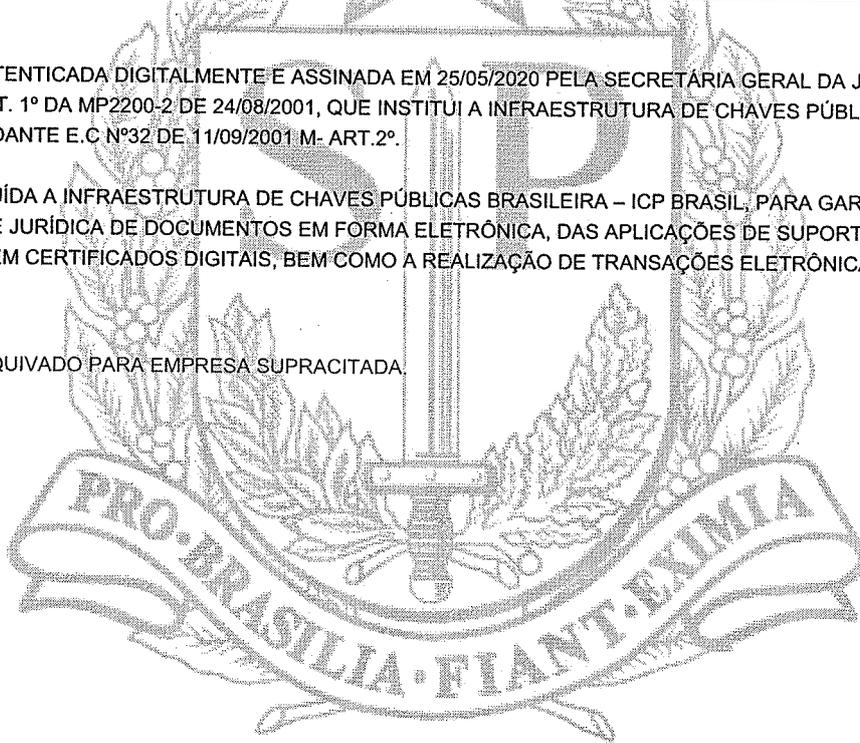 TENTICADA DIGITALMENTE E ASSINADA EM 25/05/2020 PELA SECRETÁRIA GERAL DA J
T. 1º DA MP2200-2 DE 24/08/2001, QUE INSTITUI A INFRAESTRUTURA DE CHAVES PÚBL
DANTE E.C Nº32 DE 11/09/2001 M- ART.2º.
UÍDA A INFRAESTRUTURA DE CHAVES PÚBLICAS BRASILEIRA – ICP BRASIL, PARA GAR
E JURÍDICA DE DOCUMENTOS EM FORMA ELETRÔNICA, DAS APLICAÇÕES DE SUPORT
EM CERTIFICADOS DIGITAIS, BEM COMO A REALIZAÇÃO DE TRANSAÇÕES ELETRÔNICA
QUIVADO PARA EMPRESA SUPRACITADA.
SP
PRO·BRASILIA·FIANT·EXIMIA